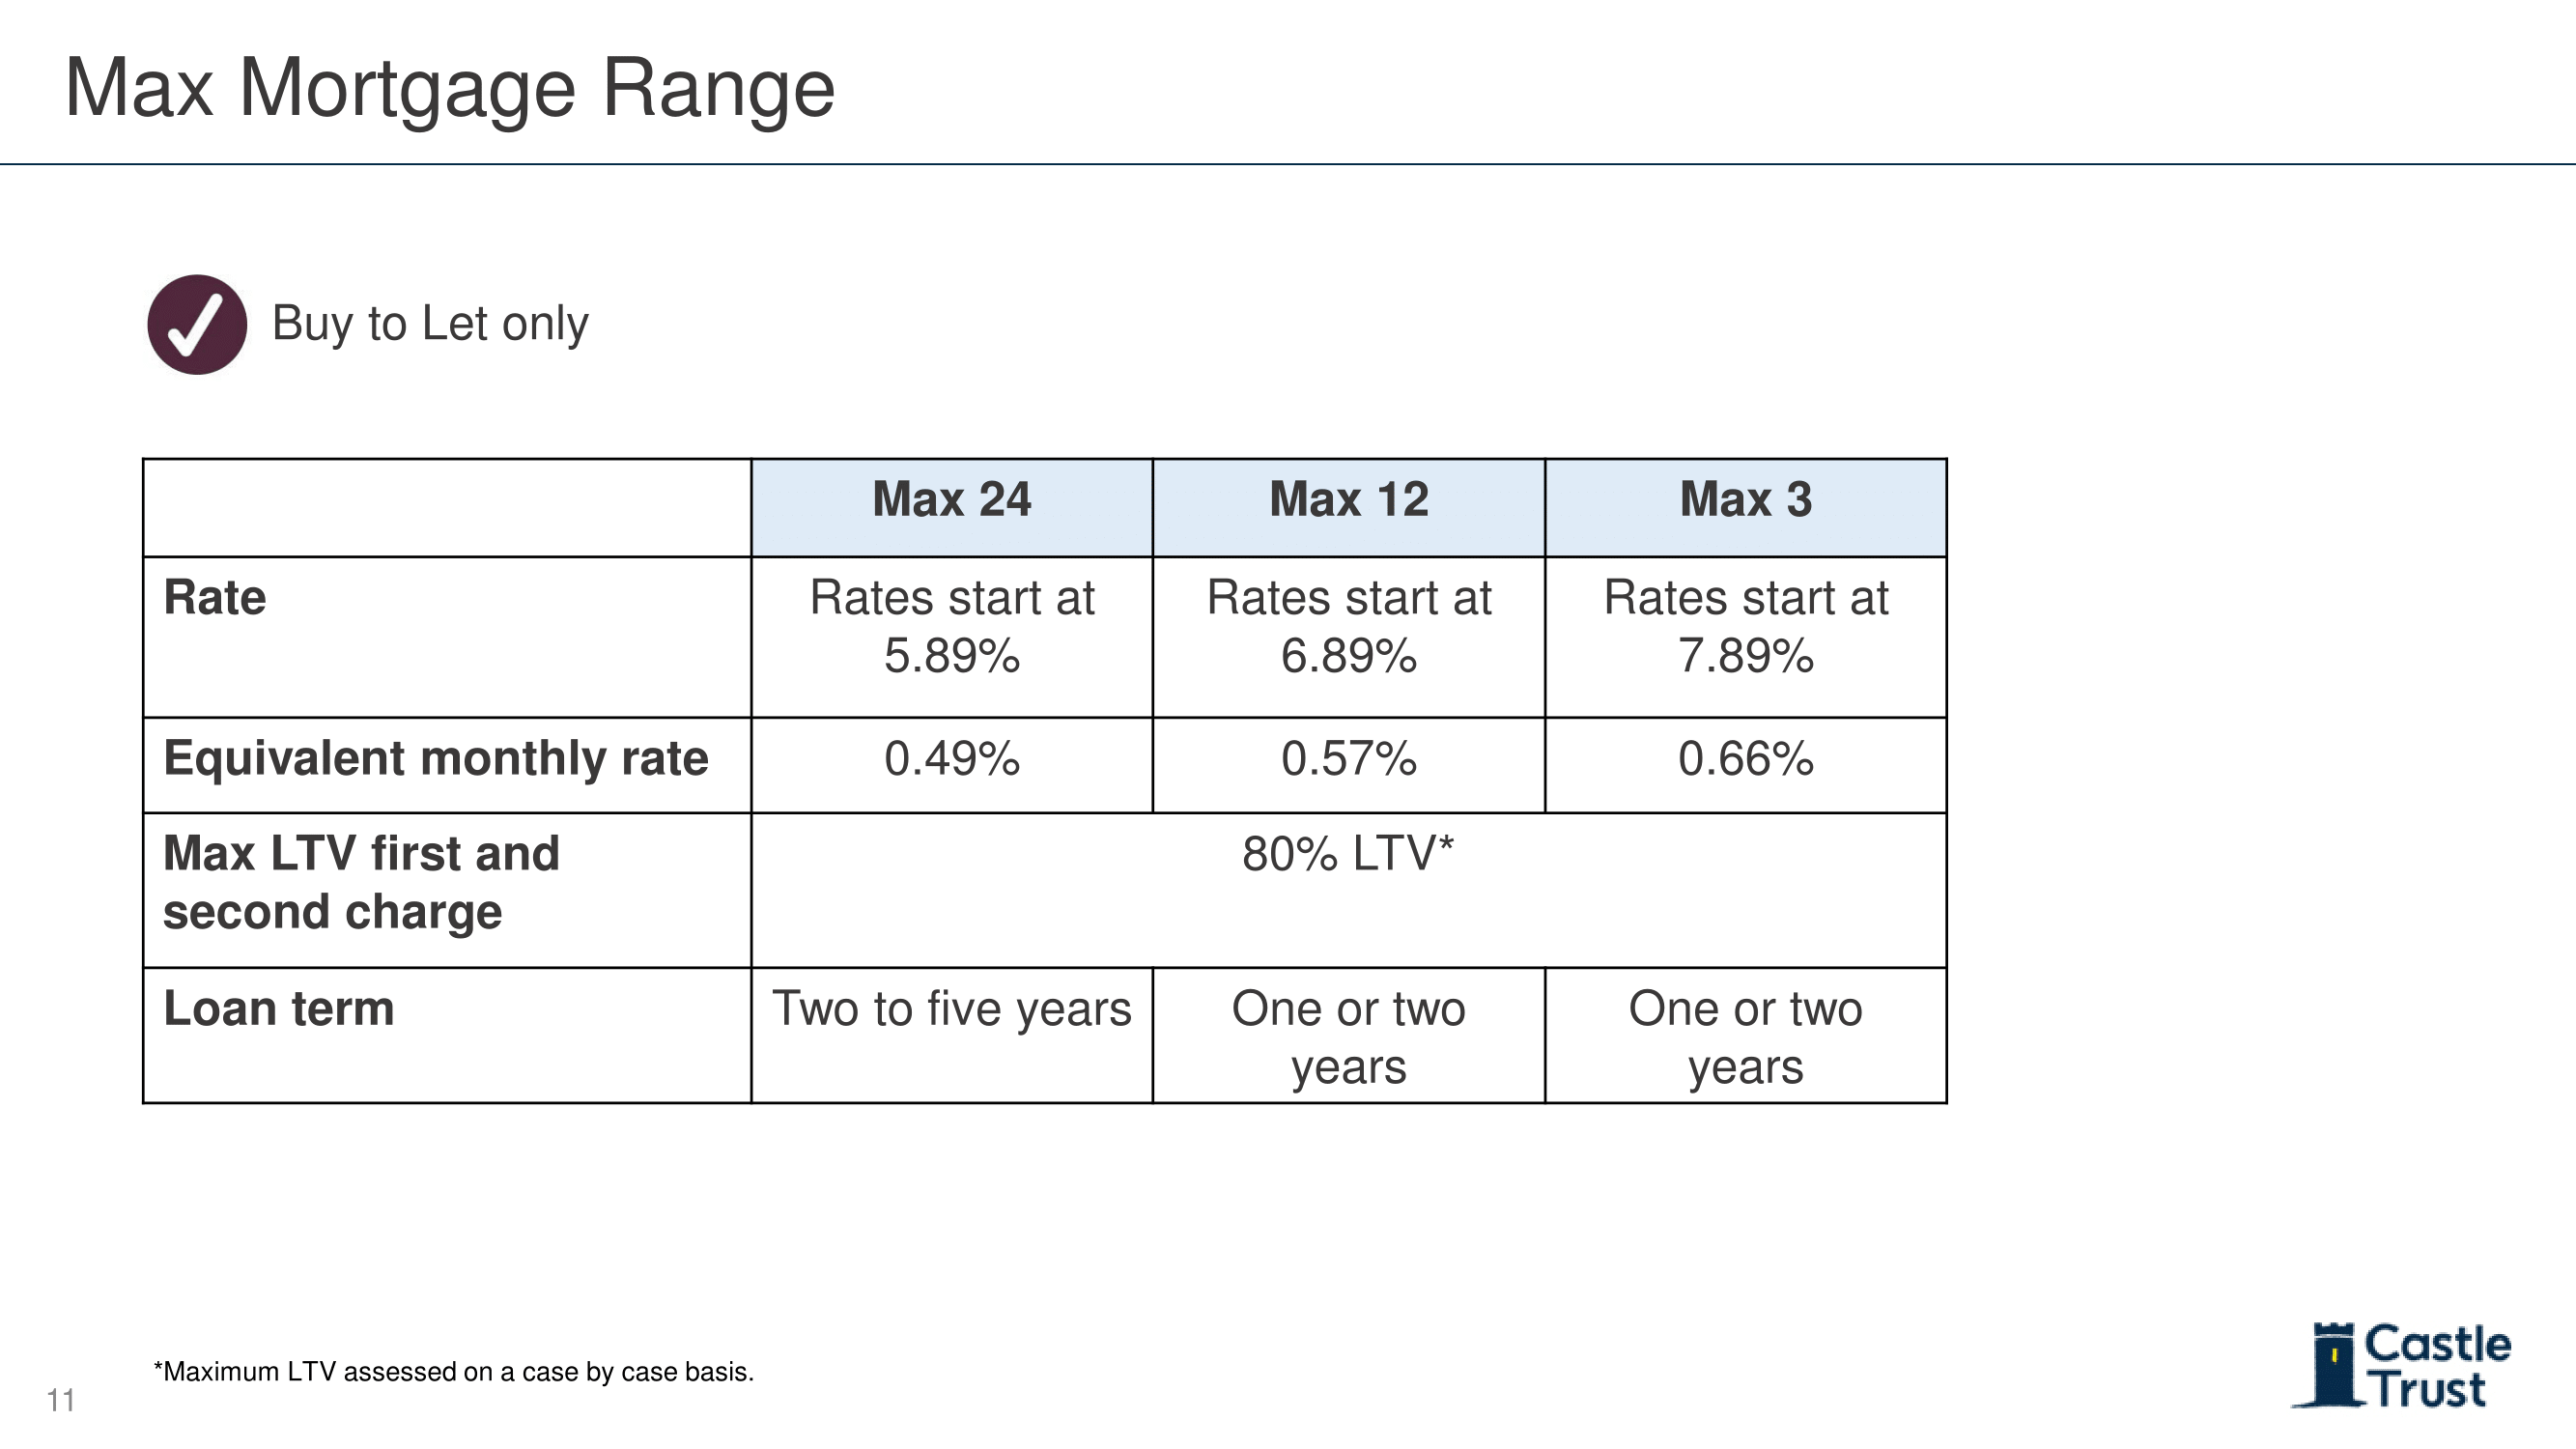 Max Mortgage Range
Buy to Let only
Max 24
Max 12
Max 3
Rate
Rates start at
5.89%
Rates start at
6.89%
Rates start at
7.89%
Equivalent monthly rate
0.49%
0.57%
0.66%
Max LTV first and
second charge
80% LTV*
Loan term
Two to five years
One or two
years
One or two
years
*Maximum LTV assessed on a case by case basis.
11
Castle
Trust